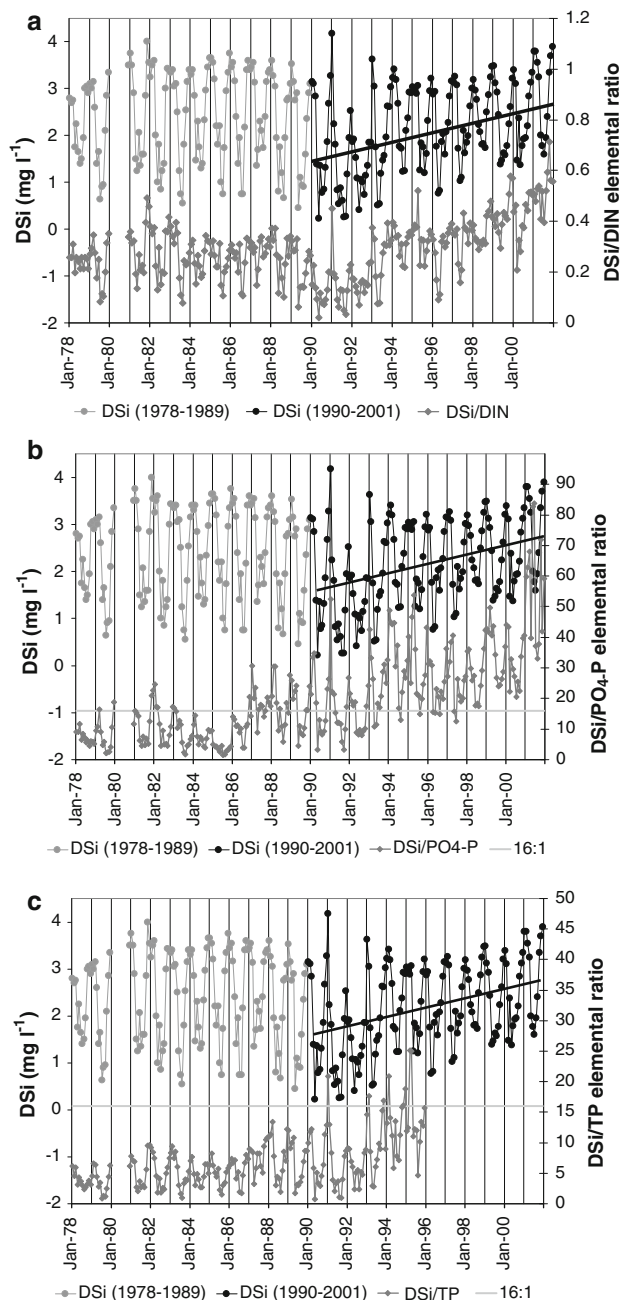 a
DSi (mg l⁻¹)
4
3
2
1
0
-1
-2
DSi/DIN elemental ratio
1.2
1
0.8
0.6
0.4
0.2
0
Jan-78
Jan-80
Jan-82
Jan-84
Jan-86
Jan-88
Jan-90
Jan-92
Jan-94
Jan-96
Jan-98
Jan-00
DSi (1978-1989) DSi (1990-2001) DSi/DIN
b
DSi (mg l⁻¹)
4
3
2
1
0
-1
-2
DSi/PO₄-P elemental ratio
90
80
70
60
50
40
30
20
10
0
Jan-78
Jan-80
Jan-82
Jan-84
Jan-86
Jan-88
Jan-90
Jan-92
Jan-94
Jan-96
Jan-98
Jan-00
DSi (1978-1989) DSi (1990-2001) DSi/PO4-P 16:1
c
DSi (mg l⁻¹)
4
3
2
1
0
-1
-2
DSi/TP elemental ratio
50
45
40
35
30
25
20
15
10
5
0
Jan-78
Jan-80
Jan-82
Jan-84
Jan-86
Jan-88
Jan-90
Jan-92
Jan-94
Jan-96
Jan-98
Jan-00
DSi (1978-1989) DSi (1990-2001) DSi/TP 16:1